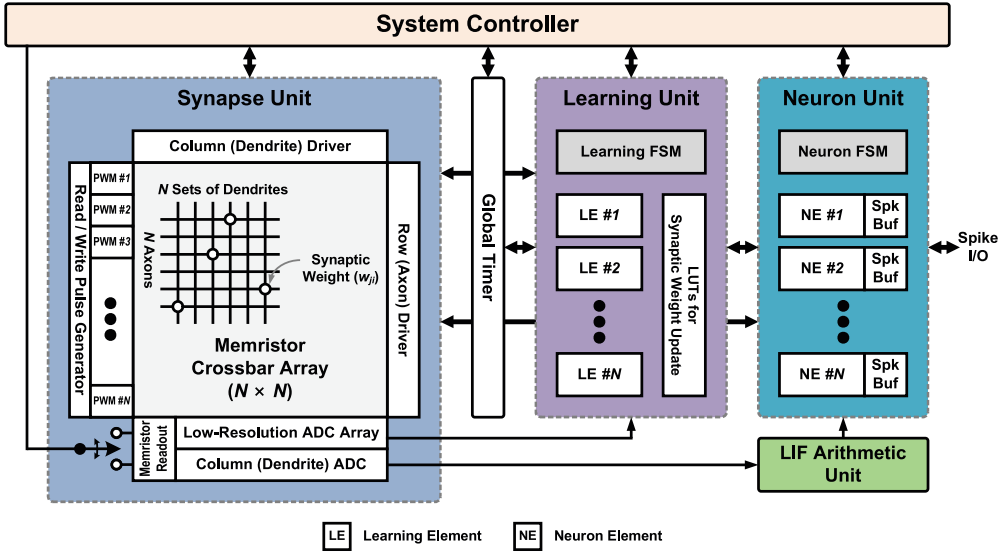 System Controller
Synapse Unit
Column (Dendrite) Driver
Read / Write Pulse Generator
PWM #1
PWM #2
PWM #3
PWM #N
N Sets of Dendrites
N Axons
Synaptic
Weight (wji)
Memristor
Crossbar Array
(N × N)
Row (Axon) Driver
Memristor
Readout
Low-Resolution ADC Array
Column (Dendrite) ADC
Global Timer
Learning Unit
Learning FSM
LE #1
LE #2
LE #N
LUTs for
Synaptic Weight Update
Neuron Unit
Neuron FSM
NE #1
Spk
Buf
NE #2
Spk
Buf
NE #N
Spk
Buf
Spike
I/O
LIF Arithmetic
Unit
LE
Learning Element
NE
Neuron Element